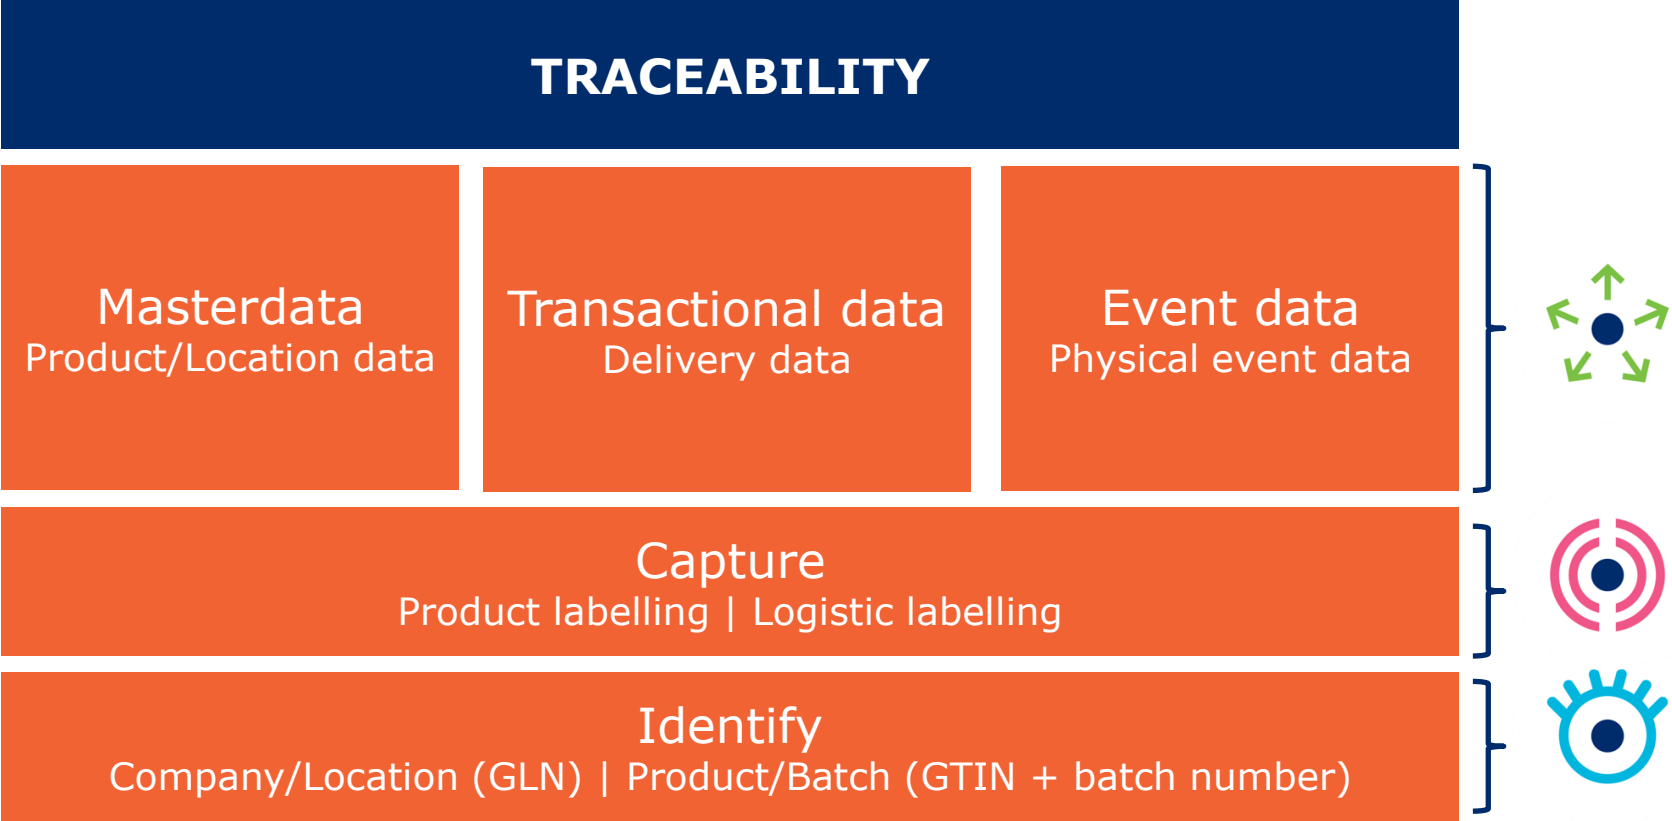 TRACEABILITY
Masterdata
Product/Location data
Transactional data
Delivery data
Event data
Physical event data
Capture
Product labelling | Logistic labelling
Identify
Company/Location (GLN) | Product/Batch (GTIN + batch number)